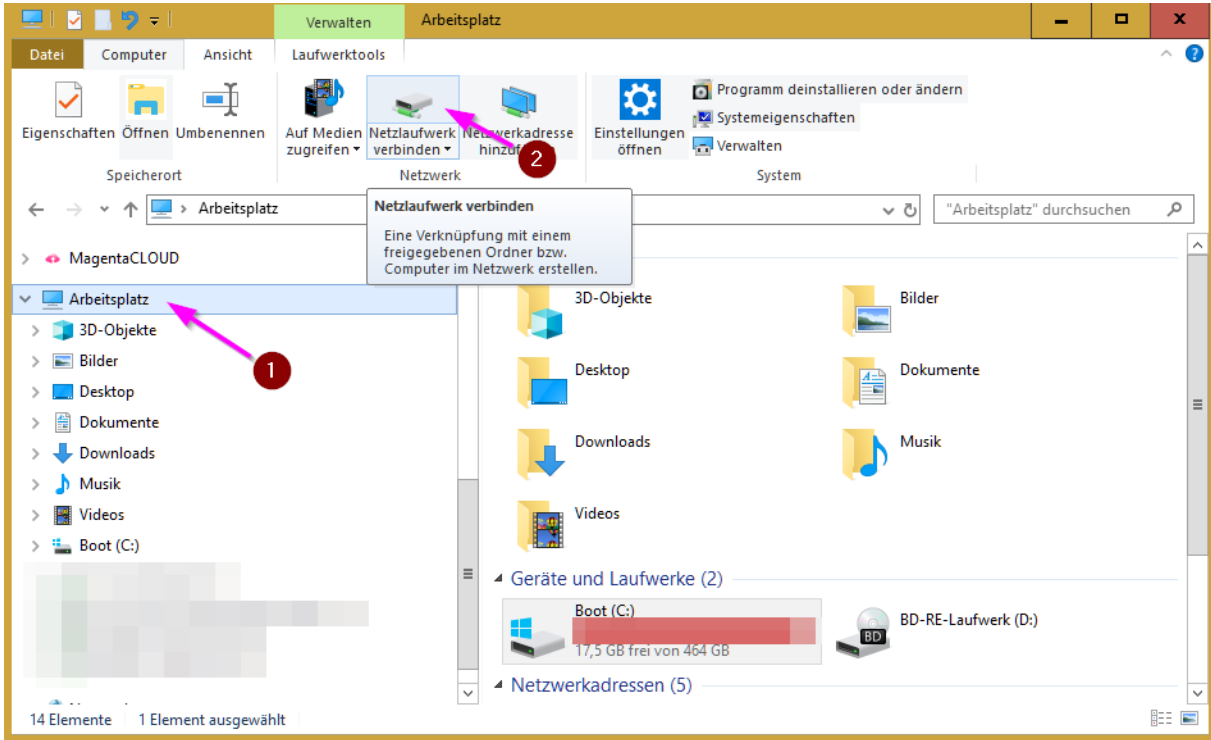 Verwalten
Arbeitsplatz
Datei
Computer
Ansicht
Laufwerktools
Eigenschaften
Öffnen
Umbenennen
Auf Medien
zugreifen
Netzlaufwerk
verbinden
Netzwerkadresse
Einstellungen
öffnen
Programm deinstallieren oder ändern
Systemeigenschaften
Verwalten
2
Speicherort
Netzwerk
System
Arbeitsplatz
"Arbeitsplatz" durchsuchen
Netzlaufwerk verbinden
Eine Verknüpfung mit einem
freigegebenen Ordner bzw.
Computer im Netzwerk erstellen.
MagentaCLOUD
Arbeitsplatz
1
3D-Objekte
Bilder
Desktop
Dokumente
Downloads
Musik
Videos
Boot (C:)
3D-Objekte
Bilder
Desktop
Dokumente
Downloads
Musik
Videos
Geräte und Laufwerke (2)
Boot (C:)
17,5 GB frei von 464 GB
BD
BD-RE-Laufwerk (D:)
Netzwerkadressen (5)
14 Elemente
1 Element ausgewählt